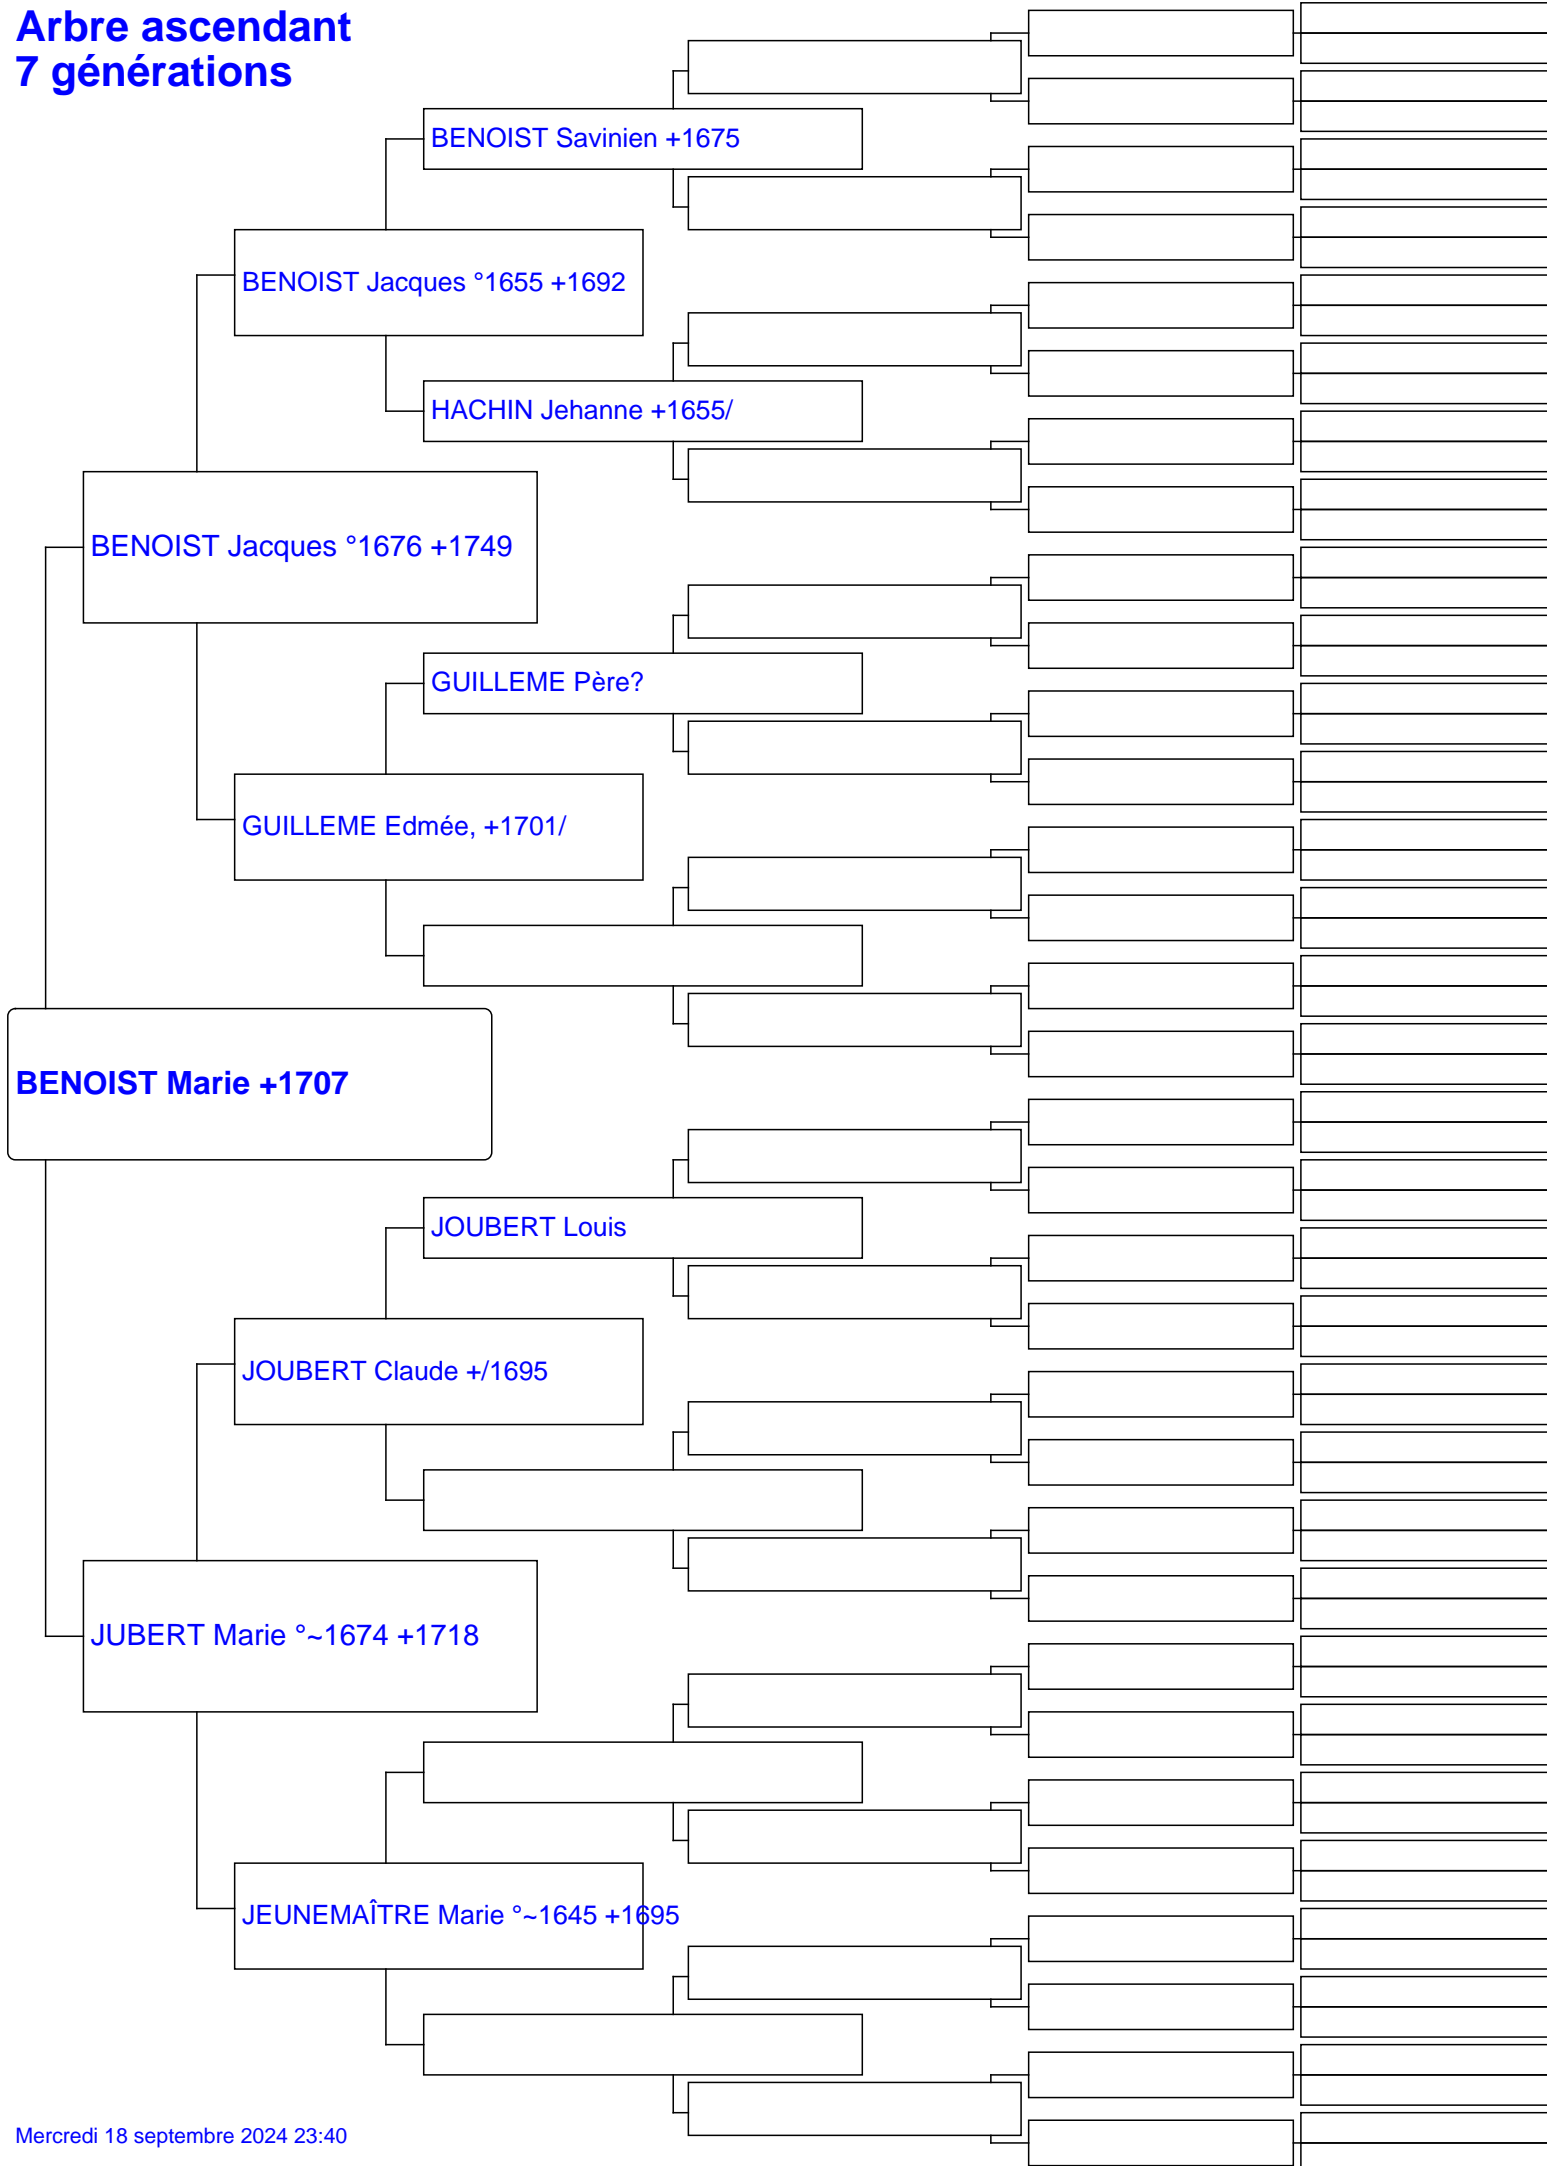 Arbre ascendant
7 générations
BENOIST Savinien +1675
BENOIST Jacques °1655 +1692
HACHIN Jehanne +1655/
BENOIST Jacques °1676 +1749
GUILLEME Père?
GUILLEME Edmée, +1701/
BENOIST Marie +1707
JOUBERT Louis
JOUBERT Claude +/1695
JUBERT Marie °~1674 +1718
JEUNEMAÎTRE Marie °~1645 +1695
Mercredi 18 septembre 2024 23:40